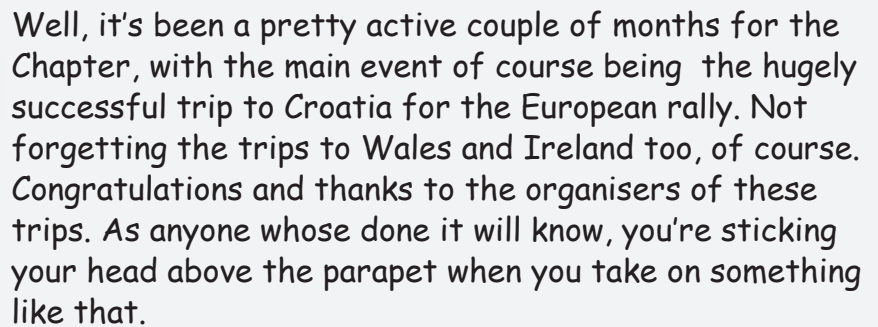 Well, it's been a pretty active couple of months for the
Chapter, with the main event of course being  the hugely
successful trip to Croatia for the European rally. Not
forgetting the trips to Wales and Ireland too, of course.
Congratulations and thanks to the organisers of these
trips. As anyone whose done it will know, you're sticking
your head above the parapet when you take on something
like that.